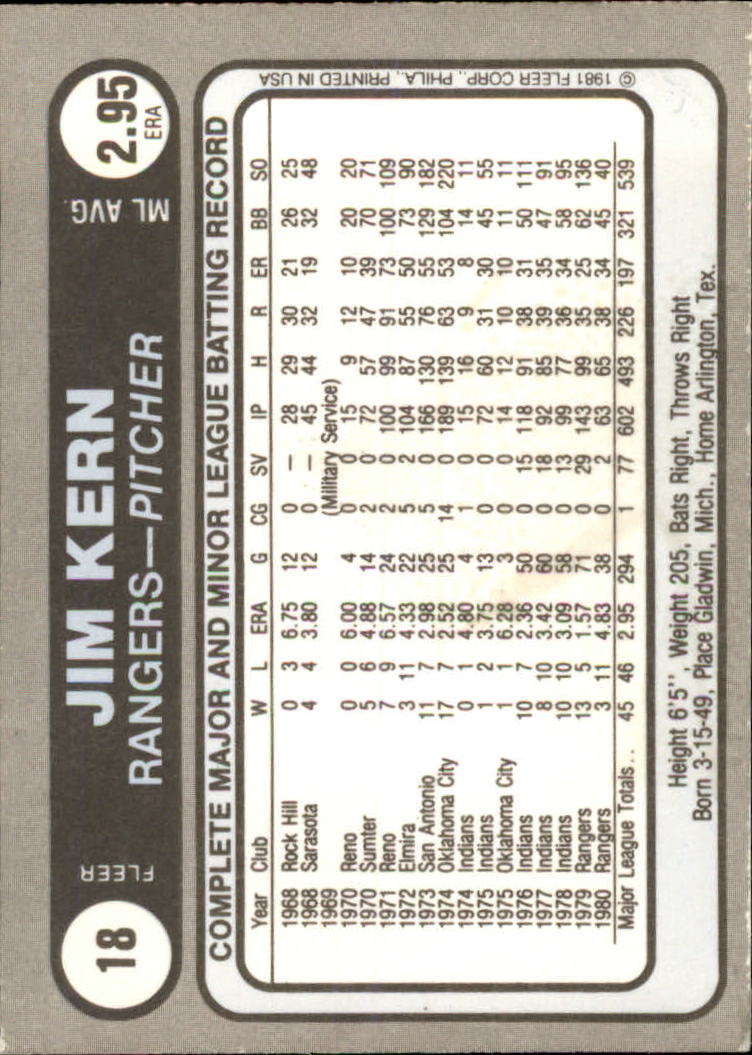 18
FLEER
JIM KERN
RANGERS—PITCHER
ML AVG.
2.95
ERA
COMPLETE MAJOR AND MINOR LEAGUE BATTING RECORD
Year Club W L ERA G CG SV IP H R ER BB SO
1968 Rock Hill 0 3 6.75 12 0 — 28 29 30 21 26 25
1968 Sarasota 4 4 3.80 12 0 — 45 44 32 19 32 48
1969 (Military Service)
1970 Reno 0 0 6.00 4 0 0 15 9 12 10 20 20
1970 Sumter 5 6 4.88 14 2 0 72 57 47 39 70 71
1971 Reno 7 9 6.57 24 2 0 100 99 91 73 100 109
1972 Elmira 3 11 4.33 22 5 2 104 87 55 50 73 90
1973 San Antonio 11 7 2.98 25 5 0 166 130 76 55 129 182
1974 Oklahoma City 17 7 2.52 25 14 0 189 139 63 53 104 220
1974 Indians 0 1 4.80 4 1 0 15 16 9 8 14 11
1975 Indians 1 2 3.75 13 0 0 72 60 31 30 45 55
1975 Oklahoma City 1 1 6.28 3 0 0 14 12 10 10 11 11
1976 Indians 10 7 2.36 50 0 15 118 91 38 31 50 111
1977 Indians 8 10 3.42 60 0 18 92 85 39 35 47 91
1978 Indians 10 10 3.09 58 0 13 99 77 36 34 58 95
1979 Rangers 13 5 1.57 71 0 29 143 99 35 25 62 136
1980 Rangers 3 11 4.83 38 0 2 63 65 38 34 45 40
Major League Totals . . 45 46 2.95 294 1 77 602 493 226 197 321 539
© 1981 FLEER CORP., PHILA., PRINTED IN USA
Height 6'5'', Weight 205, Bats Right, Throws Right
Born 3-15-49, Place Gladwin, Mich., Home Arlington, Tex.